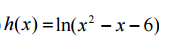 h(x) = ln(x² − x − 6)